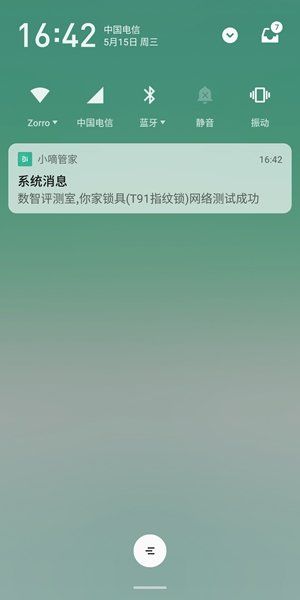 16:42
中国电信
5月15日 周三
7
Zorro
中国电信
蓝牙
静音
振动
Di 小嘀管家 16:42
系统消息
数智评测室,你家锁具(T91指纹锁)网络测试成功